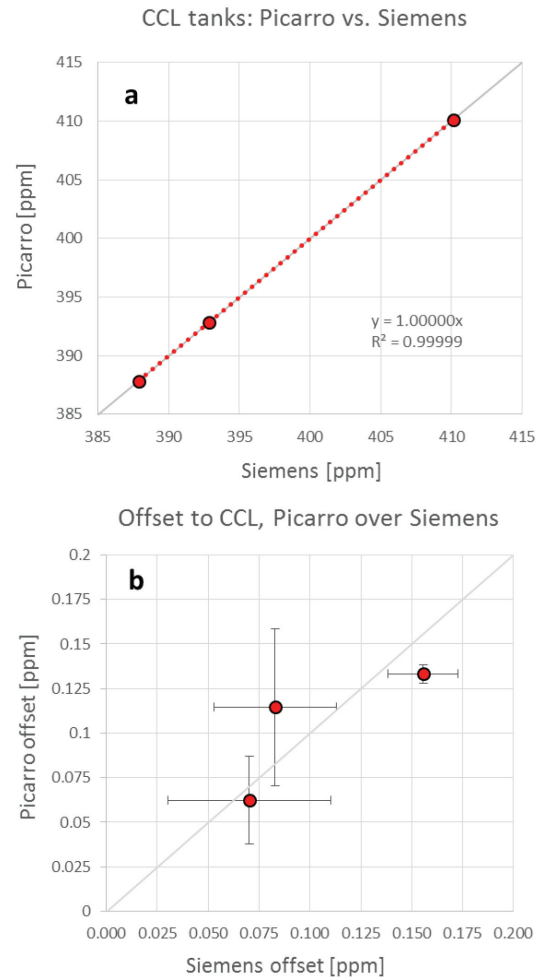 CCL tanks: Picarro vs. Siemens
415
a
410
405
400
395
390
385
Picarro [ppm]
y = 1.00000x
R² = 0.99999
385 390 395 400 405 410 415
Siemens [ppm]
Offset to CCL, Picarro over Siemens
0.2
b
0.175
0.15
0.125
0.1
0.075
0.05
0.025
0
Picarro offset [ppm]
0.000 0.025 0.050 0.075 0.100 0.125 0.150 0.175 0.200
Siemens offset [ppm]